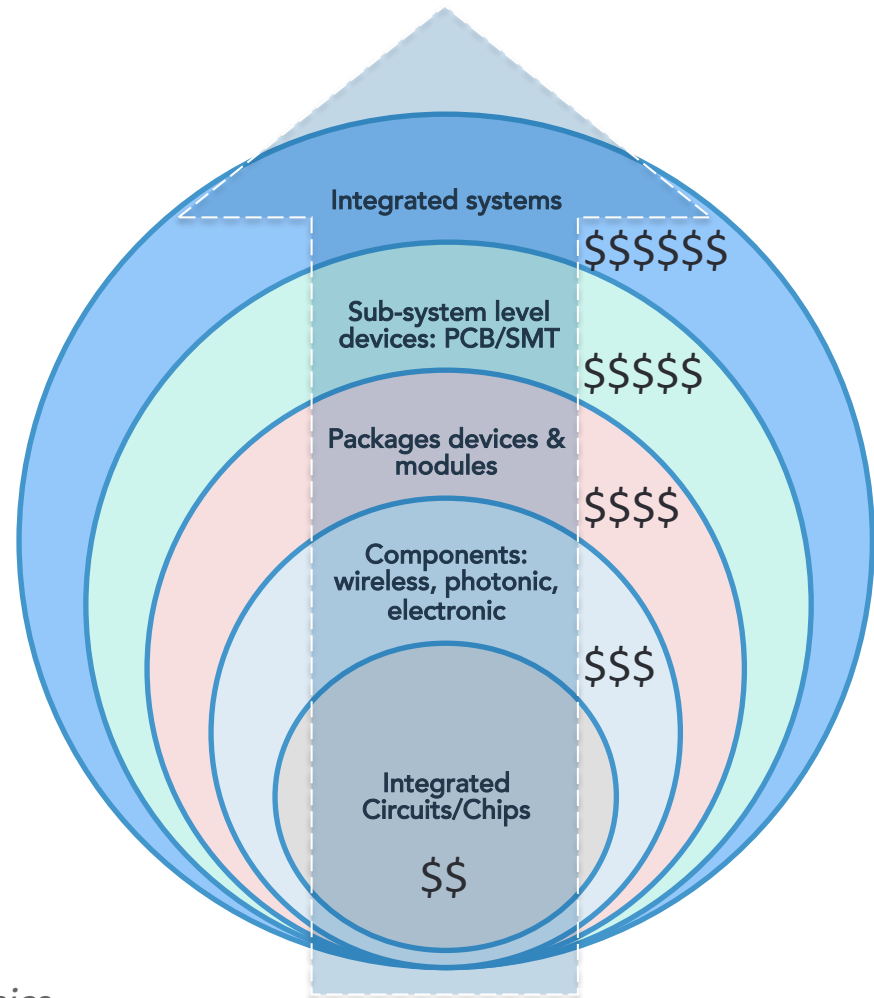 Integrated systems
$$$$$$
Sub-system level
devices: PCB/SMT
$$$$$
Packages devices &
modules
$$$$
Components:
wireless, photonic,
electronic
$$$
Integrated
Circuits/Chips
$$